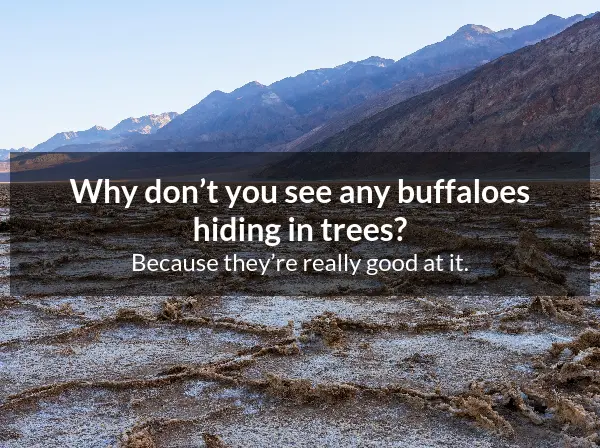 Why don’t you see any buffaloes
hiding in trees?
Because they’re really good at it.